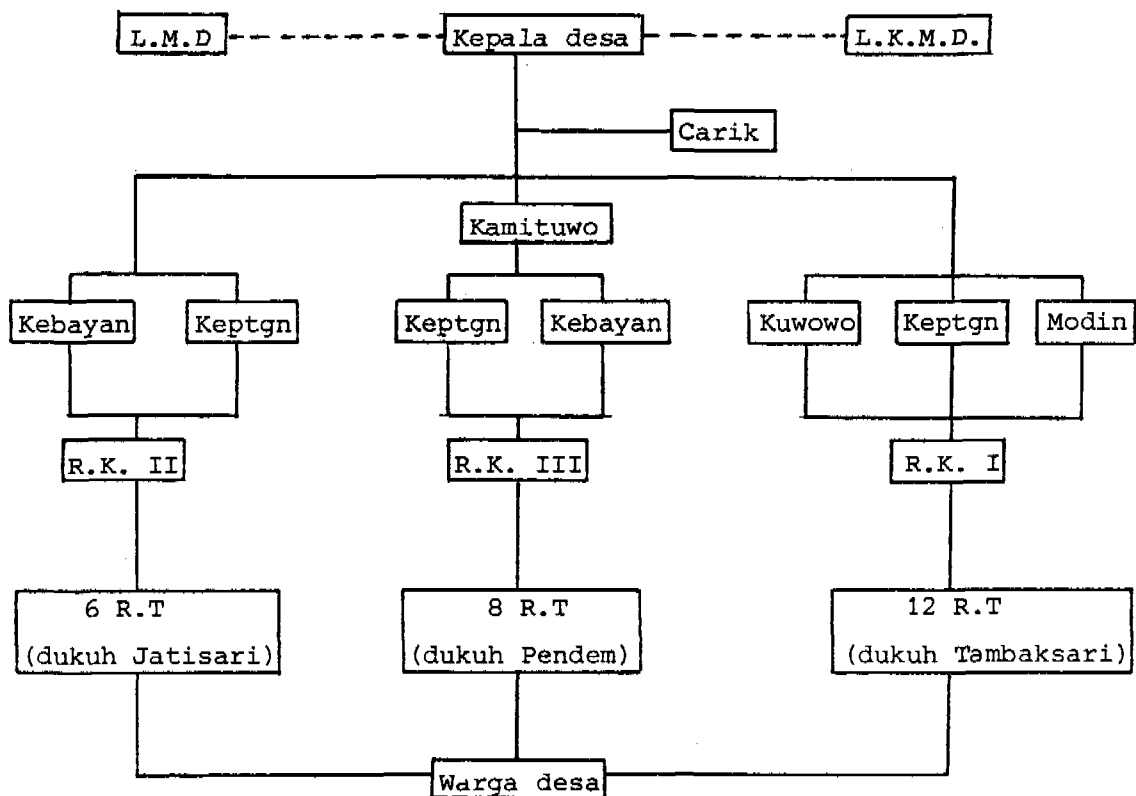 L.M.D
Kepala desa
L.K.M.D.
Carik
Kamituwo
Kebayan
Keptgn
Keptgn
Kebayan
Kuwowo
Keptgn
Modin
R.K. II
R.K. III
R.K. I
6 R.T
(dukuh Jatisari)
8 R.T
(dukuh Pendem)
12 R.T
(dukuh Tambaksari)
Warga desa